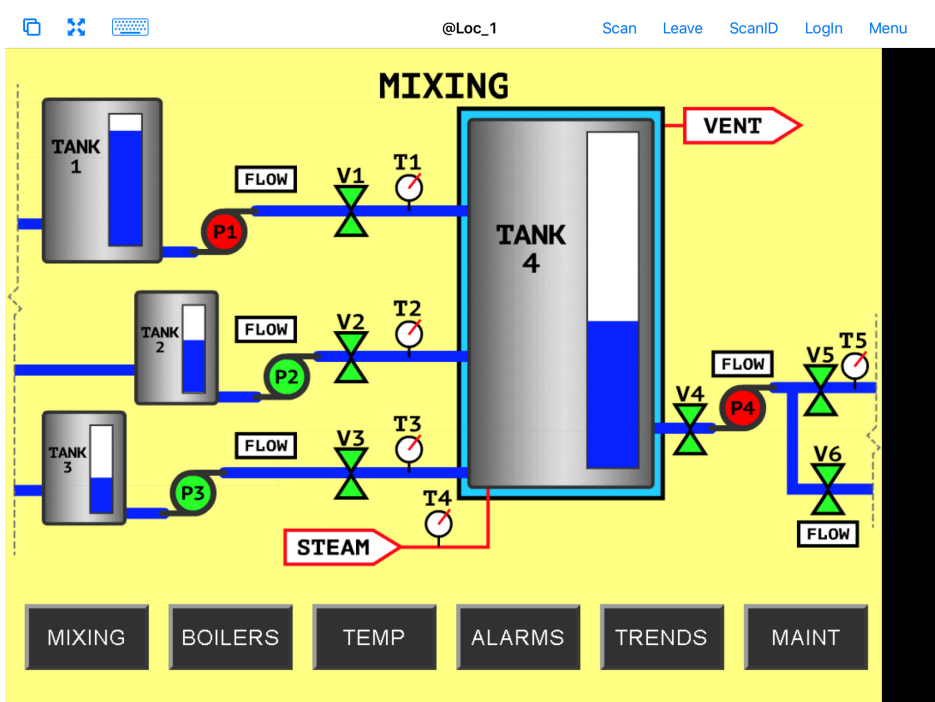 @Loc_1
Scan
Leave
ScanID
LogIn
Menu
MIXING
TANK
1
FLOW
P1
V1
T1
TANK
4
VENT
TANK
2
FLOW
P2
V2
T2
TANK
3
FLOW
P3
V3
T3
T4
STEAM
V4
FLOW
P4
V5
T5
V6
FLOW
MIXING
BOILERS
TEMP
ALARMS
TRENDS
MAINT